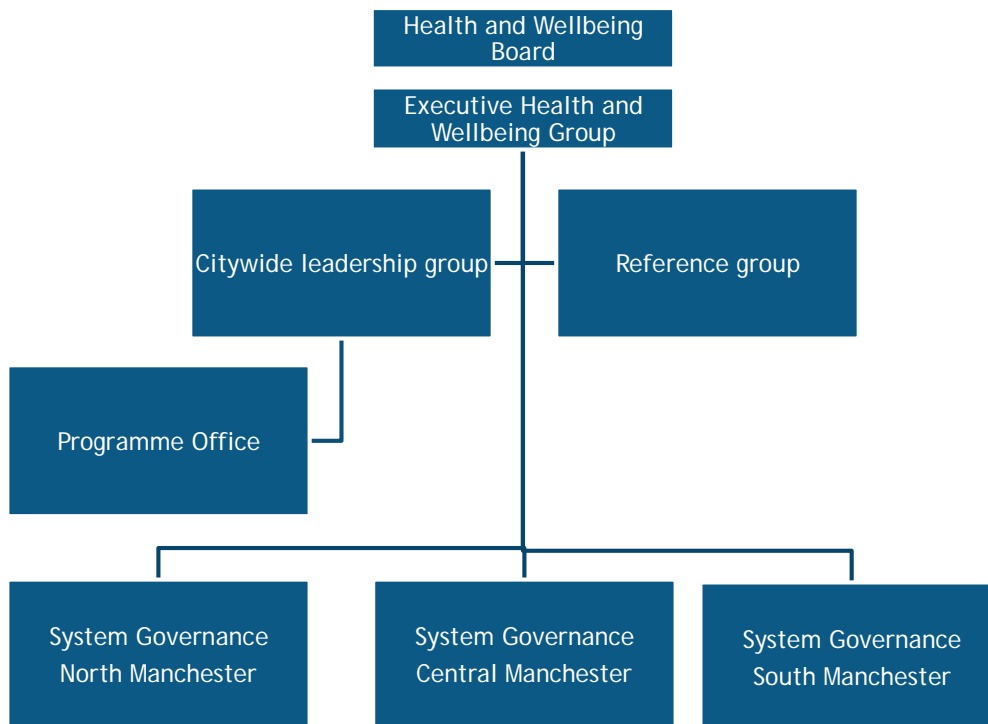 Health and Wellbeing
Board
Executive Health and
Wellbeing Group
Citywide leadership group
Reference group
Programme Office
System Governance
North Manchester
System Governance
Central Manchester
System Governance
South Manchester